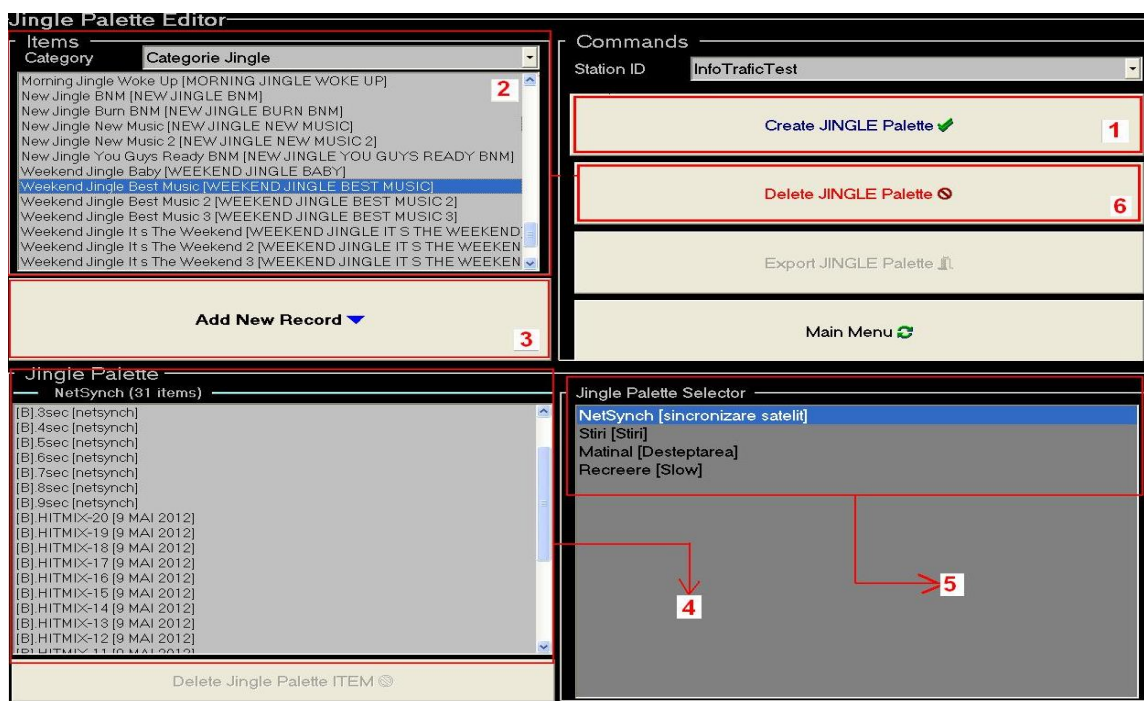 Jingle Palette Editor
Items
Category
Categorie Jingle
Morning Jingle Woke Up [MORNING JINGLE WOKE UP]
New Jingle BNM [NEW JINGLE BNM]
New Jingle Burn BNM [NEW JINGLE BURN BNM]
New Jingle New Music [NEW JINGLE NEW MUSIC]
New Jingle New Music 2 [NEW JINGLE NEW MUSIC 2]
New Jingle You Guys Ready BNM [NEW JINGLE YOU GUYS READY BNM]
Weekend Jingle Baby [WEEKEND JINGLE BABY]
Weekend Jingle Best Music [WEEKEND JINGLE BEST MUSIC]
Weekend Jingle Best Music 2 [WEEKEND JINGLE BEST MUSIC 2]
Weekend Jingle Best Music 3 [WEEKEND JINGLE BEST MUSIC 3]
Weekend Jingle It s The Weekend [WEEKEND JINGLE IT S THE WEEKEND]
Weekend Jingle It s The Weekend 2 [WEEKEND JINGLE IT S THE WEEKEN
Weekend Jingle It s The Weekend 3 [WEEKEND JINGLE IT S THE WEEKEN
2
Add New Record
3
Commands
Station ID
InfoTraficTest
Create JINGLE Palette
1
Delete JINGLE Palette
6
Export JINGLE Palette
Main Menu
Jingle Palette
NetSynch (31 items)
[B].3sec [netsynch]
[B].4sec [netsynch]
[B].5sec [netsynch]
[B].6sec [netsynch]
[B].7sec [netsynch]
[B].8sec [netsynch]
[B].9sec [netsynch]
[B].HITMIX-20 [9 MAI 2012]
[B].HITMIX-19 [9 MAI 2012]
[B].HITMIX-18 [9 MAI 2012]
[B].HITMIX-17 [9 MAI 2012]
[B].HITMIX-16 [9 MAI 2012]
[B].HITMIX-15 [9 MAI 2012]
[B].HITMIX-14 [9 MAI 2012]
[B].HITMIX-13 [9 MAI 2012]
[B].HITMIX-12 [9 MAI 2012]
[B].HITMIX-11 [9 MAI 2012]
Delete Jingle Palette ITEM
Jingle Palette Selector
NetSynch [sincronizare satelit]
Stiri [Stiri]
Matinal [Desteptarea]
Recreere [Slow]
5
4